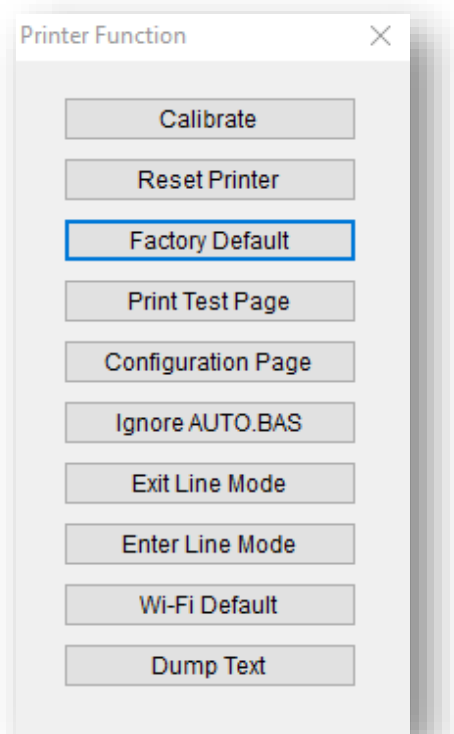 Printer Function
Calibrate
Reset Printer
Factory Default
Print Test Page
Configuration Page
Ignore AUTO.BAS
Exit Line Mode
Enter Line Mode
Wi-Fi Default
Dump Text